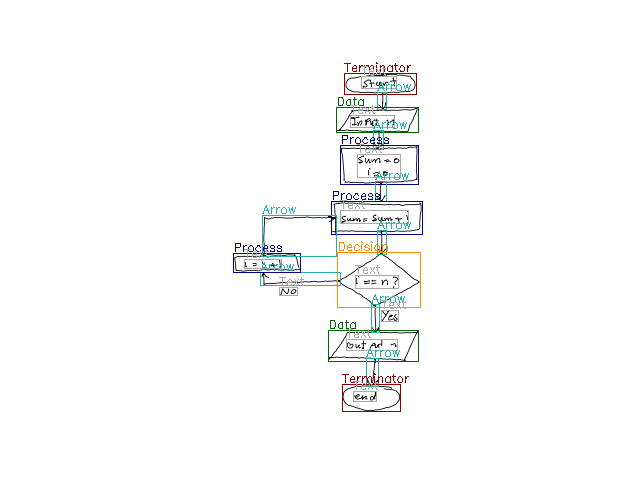 Terminator
Start
Arrow
Data
Text
Input n
Arrow
Process
Text
Sum = 0
i = 0
Arrow
Process
Text
Sum = Sum + i
Arrow
Arrow
Decision
Process
Text
i =
Arrow
Text
i == n ?
Text
No
Arrow
Text
Yes
Data
Text
output n
Arrow
Terminator
Text
end